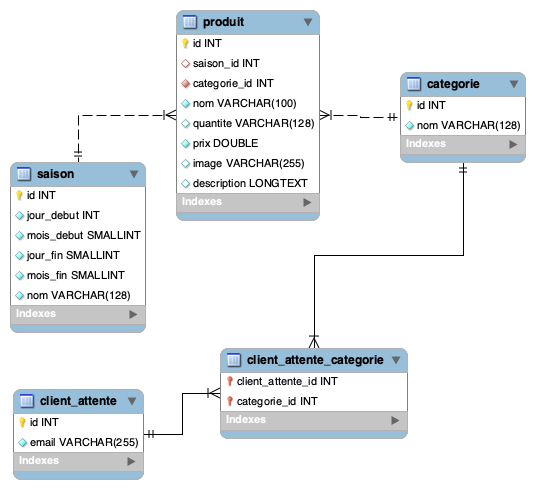 produit
id INT
saison_id INT
categorie_id INT
nom VARCHAR(100)
quantite VARCHAR(128)
prix DOUBLE
image VARCHAR(255)
description LONGTEXT
Indexes
categorie
id INT
nom VARCHAR(128)
Indexes
saison
id INT
jour_debut INT
mois_debut SMALLINT
jour_fin SMALLINT
mois_fin SMALLINT
nom VARCHAR(128)
Indexes
client_attente_categorie
client_attente_id INT
categorie_id INT
Indexes
client_attente
id INT
email VARCHAR(255)
Indexes